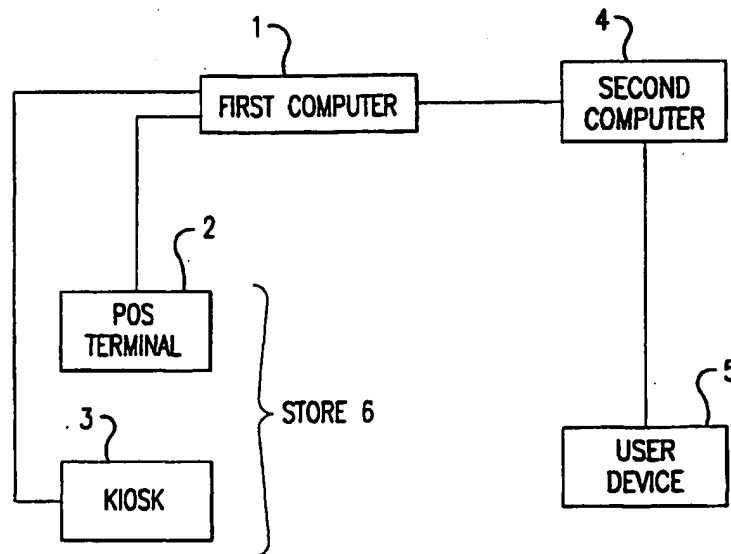 1
FIRST COMPUTER
4
SECOND
COMPUTER
2
POS
TERMINAL
3
KIOSK
STORE 6
5
USER
DEVICE